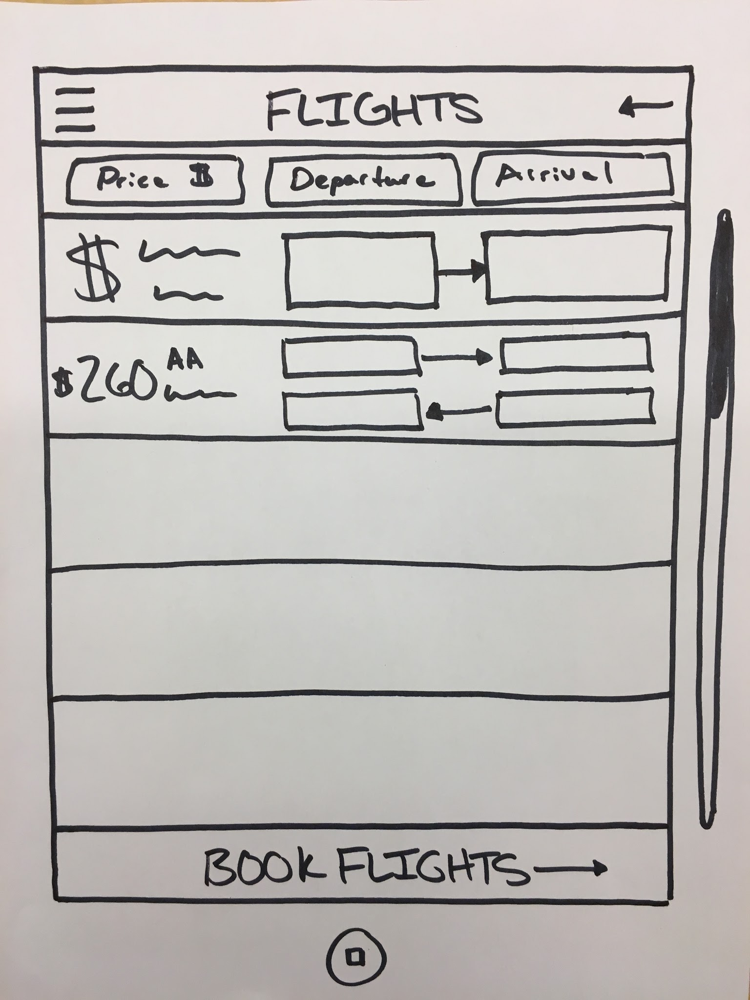 FLIGHTS
Price $ Departure Arrival
$
$260 AA
BOOK FLIGHTS